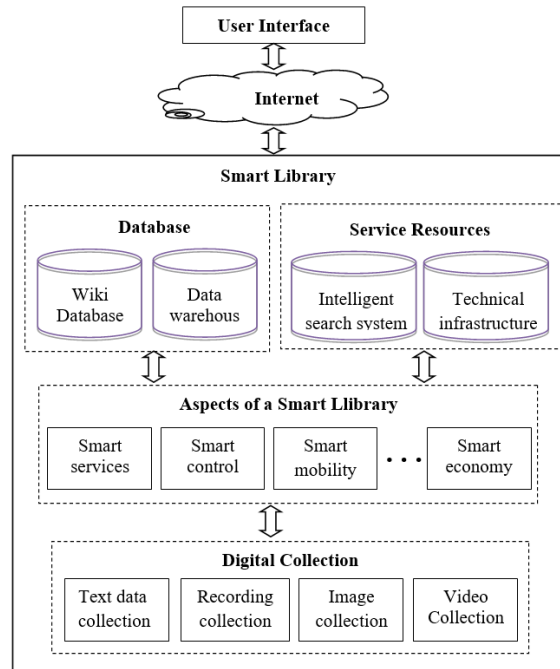 User Interface
Internet
Smart Library
Database
Wiki
Database
Data
warehous
Service Resources
Intelligent
search system
Technical
infrastructure
Aspects of a Smart Llibrary
Smart
services
Smart
control
Smart
mobility
• • •
Smart
economy
Digital Collection
Text data
collection
Recording
collection
Image
collection
Video
Collection